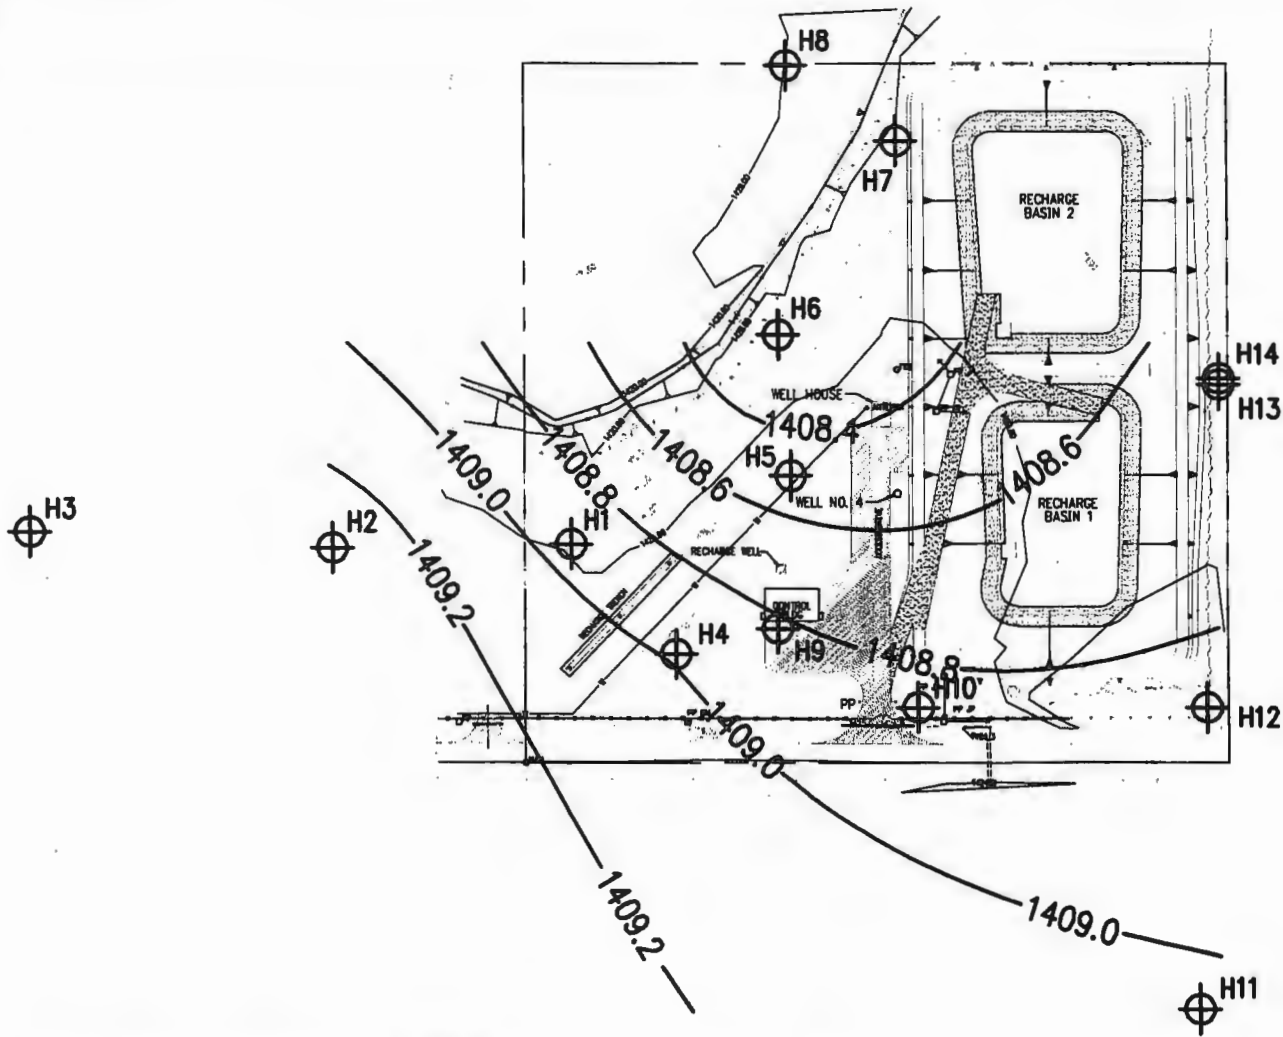 H8
H7
RECHARGE
BASIN 2
H6
H14
H13
WELL HOUSE
1408.4
1409.0
1408.8
1408.6
H5
1408.6
WELL NO. 4
RECHARGE
BASIN 1
H3
H2
H1
RECHARGE WELL
1409.2
CONTROL
H9
H4
1408.8
H10
PP
H12
1409.0
1409.2
1409.0
H11